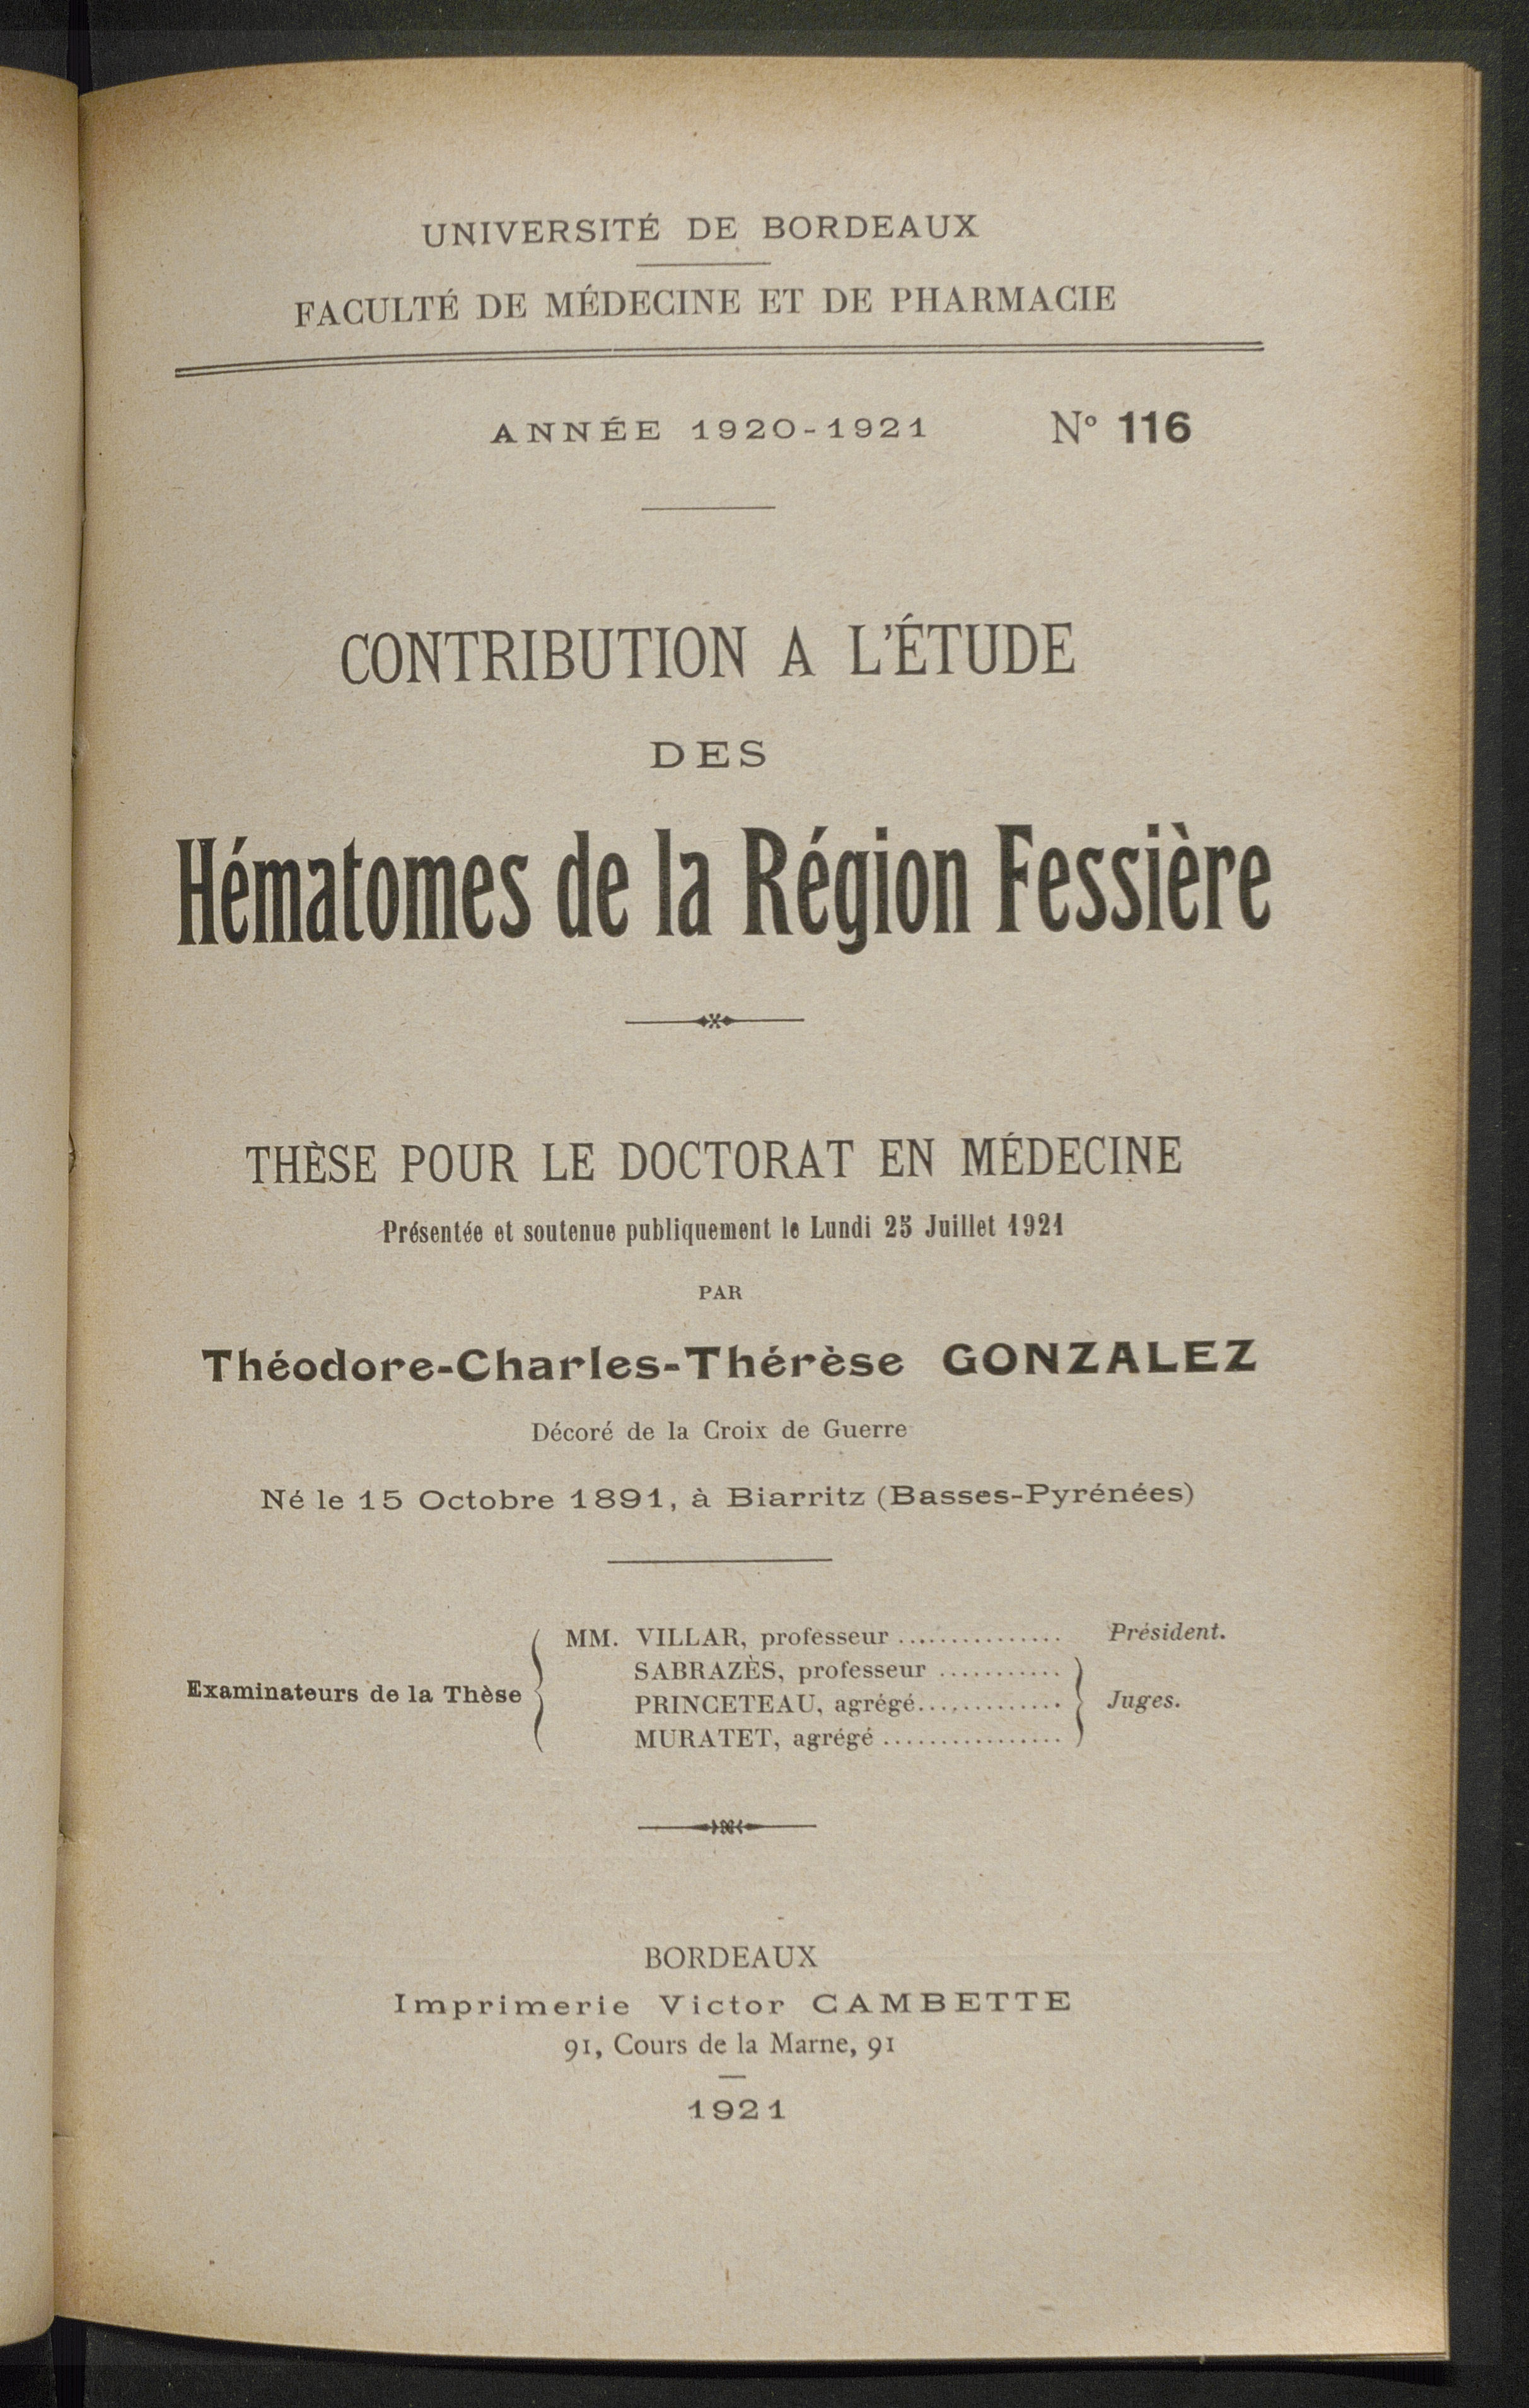 UNIVERSITÉ DE BORDEAUX
FACULTÉ DE MÉDECINE ET DE PHARMACIE
ANNÉE 1920-1921 N° 116
CONTRIBUTION A L'ÉTUDE
DES
Hématomes de la Région Fessière
THÈSE POUR LE DOCTORAT EN MÉDECINE
Présentée et soutenue publiquement le Lundi 25 Juillet 1921
PAR
Théodore-Charles-Thérèse GONZALEZ
Décoré de la Croix de Guerre
Né le 15 Octobre 1891, à Biarritz (Basses-Pyrénées)
MM. VILLAR, professeur ............... Président.
SABRAZÈS, professeur ...........
Examinateurs de la Thèse
PRINCETEAU, agrégé............. Juges.
MURATET, agrégé ................
BORDEAUX
Imprimerie Victor CAMBETTE
91, Cours de la Marne, 91
1921